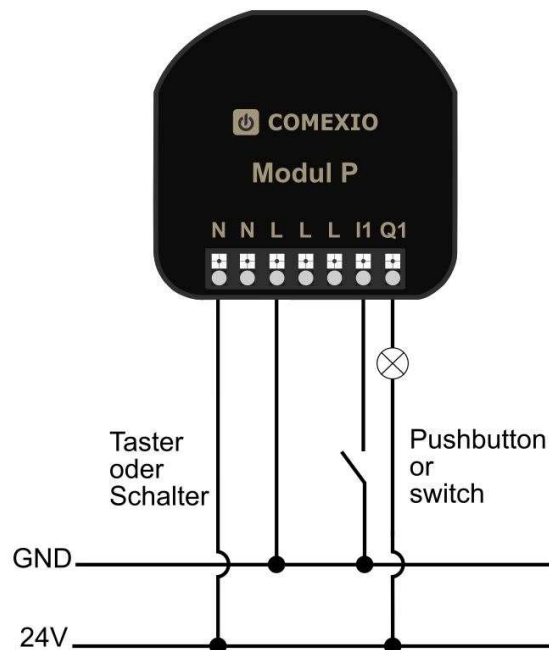 COMEXIO
Modul P
N N L L L I1 Q1
Taster
oder
Schalter
Pushbutton
or
switch
GND
24V